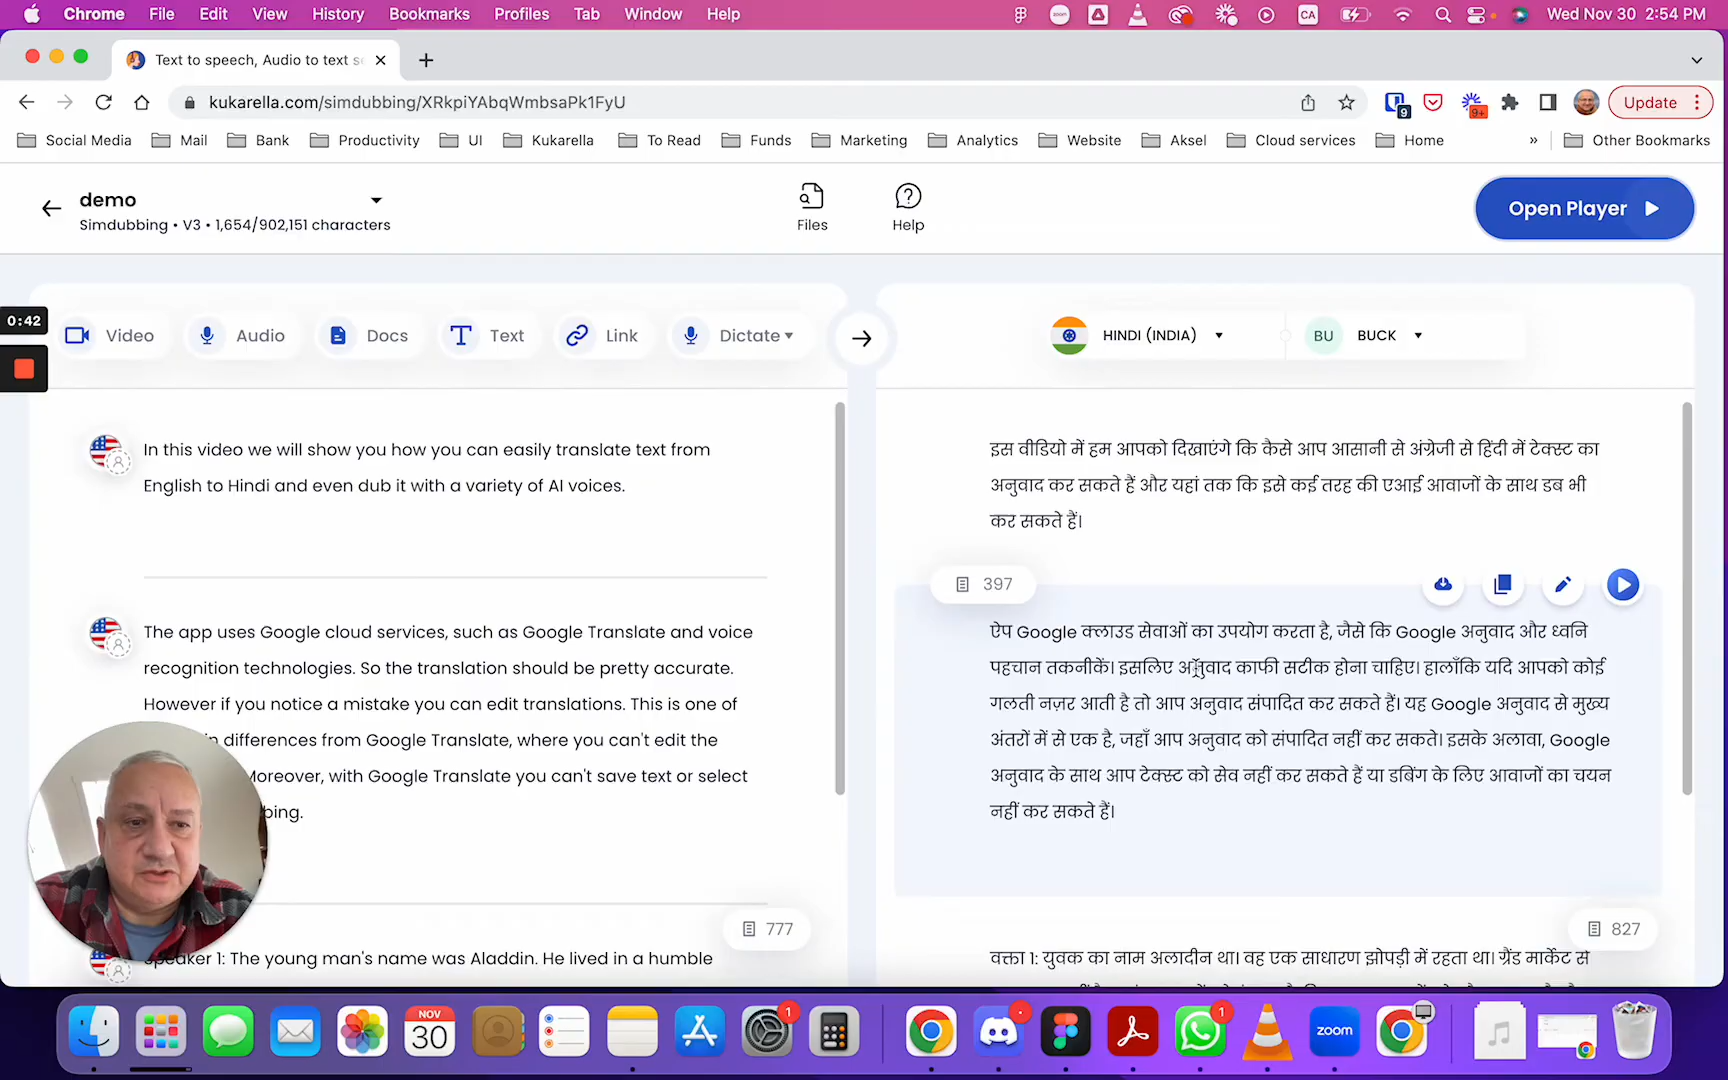 Chrome File Edit View History Bookmarks Profiles Tab Window Help CA Wed Nov 30 2:54 PM
Text to speech, Audio to text
kukarella.com/simdubbing/XRkpiYAbqWmbsaPk1FyU 9 9+ Update
Social Media Mail Bank Productivity UI Kukarella To Read Funds Marketing Analytics Website Aksel Cloud services Home » Other Bookmarks
demo
Simdubbing • V3 • 1,654/902,151 characters
Files
Help
Open Player
0:42
Video Audio Docs Text Link Dictate
HINDI (INDIA) BU BUCK
In this video we will show you how you can easily translate text from
English to Hindi and even dub it with a variety of AI voices.
The app uses Google cloud services, such as Google Translate and voice
recognition technologies. So the translation should be pretty accurate.
However if you notice a mistake you can edit translations. This is one of
differences from Google Translate, where you can't edit the
Moreover, with Google Translate you can't save text or select
777
Speaker 1: The young man's name was Aladdin. He lived in a humble
इस वीडियो में हम आपको दिखाएंगे कि कैसे आप आसानी से अंग्रेजी से हिंदी में टेक्स्ट का
अनुवाद कर सकते हैं और यहां तक कि इसे कई तरह की एआई आवाजों के साथ डब भी
कर सकते हैं।
397
ऐप Google क्लाउड सेवाओं का उपयोग करता है, जैसे कि Google अनुवाद और ध्वनि
पहचान तकनीकें। इसलिए अनुवाद काफी सटीक होना चाहिए। हालाँकि यदि आपको कोई
गलती नज़र आती है तो आप अनुवाद संपादित कर सकते हैं। यह Google अनुवाद से मुख्य
अंतरों में से एक है, जहाँ आप अनुवाद को संपादित नहीं कर सकते। इसके अलावा, Google
अनुवाद के साथ आप टेक्स्ट को सेव नहीं कर सकते हैं या डबिंग के लिए आवाजों का चयन
नहीं कर सकते हैं।
827
वक्ता 1: युवक का नाम अलादीन था। वह एक साधारण झोपड़ी में रहता था। ग्रैंड मार्केट से
NOV
30
1
1
zoom